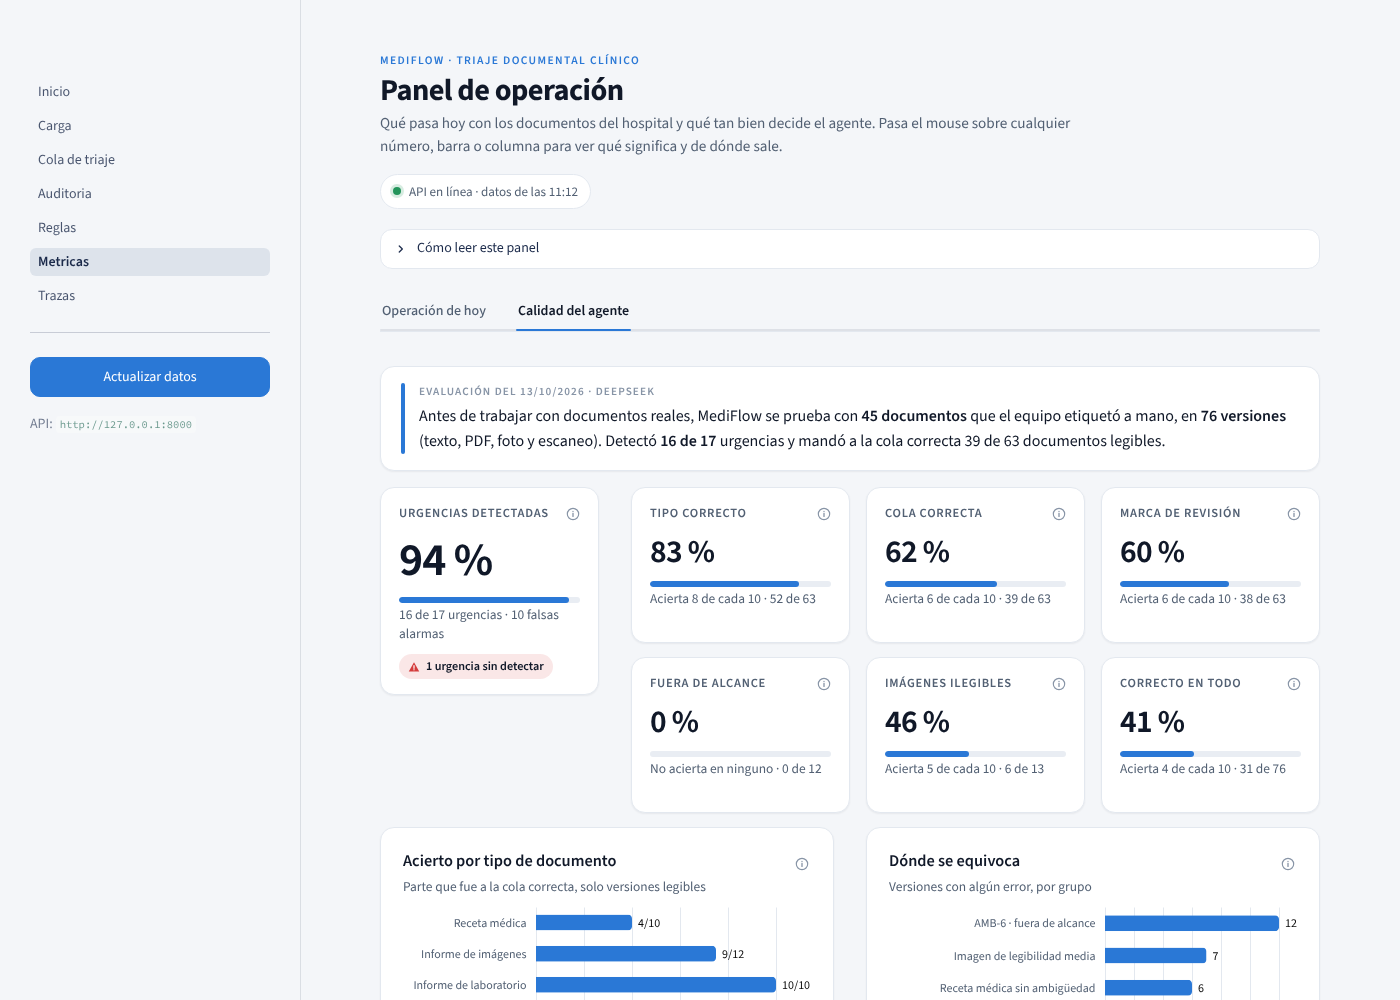 Inicio
Carga
Cola de triaje
Auditoria
Reglas
Metricas
Trazas
Actualizar datos
API: http://127.0.0.1:8000
MEDIFLOW · TRIAJE DOCUMENTAL CLÍNICO
Panel de operación
Qué pasa hoy con los documentos del hospital y qué tan bien decide el agente. Pasa el mouse sobre cualquier
número, barra o columna para ver qué significa y de dónde sale.
API en línea · datos de las 11:12
Cómo leer este panel
Operación de hoy
Calidad del agente
EVALUACIÓN DEL 13/10/2026 · DEEPSEEK
Antes de trabajar con documentos reales, MediFlow se prueba con 45 documentos que el equipo etiquetó a mano, en 76 versiones
(texto, PDF, foto y escaneo). Detectó 16 de 17 urgencias y mandó a la cola correcta 39 de 63 documentos legibles.
URGENCIAS DETECTADAS
94 %
16 de 17 urgencias · 10 falsas
alarmas
1 urgencia sin detectar
TIPO CORRECTO
83 %
Acierta 8 de cada 10 · 52 de 63
COLA CORRECTA
62 %
Acierta 6 de cada 10 · 39 de 63
MARCA DE REVISIÓN
60 %
Acierta 6 de cada 10 · 38 de 63
FUERA DE ALCANCE
0 %
No acierta en ninguno · 0 de 12
IMÁGENES ILEGIBLES
46 %
Acierta 5 de cada 10 · 6 de 13
CORRECTO EN TODO
41 %
Acierta 4 de cada 10 · 31 de 76
Acierto por tipo de documento
Parte que fue a la cola correcta, solo versiones legibles
Receta médica 4/10
Informe de imágenes 9/12
Informe de laboratorio 10/10
Dónde se equivoca
Versiones con algún error, por grupo
AMB-6 · fuera de alcance 12
Imagen de legibilidad media 7
Receta médica sin ambigüedad 6